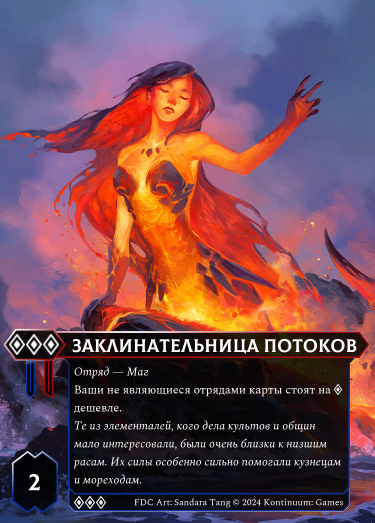 ЗАКЛИНАТЕЛЬНИЦА ПОТОКОВ
Отряд — Маг
Ваши не являющиеся отрядами карты стоят на
дешевле.
Те из элементалей, кого дела культов и общин
мало интересовали, были очень близки к низшим
расам. Их силы особенно сильно помогали кузнецам
и мореходам.
2
FDC Art: Sandara Tang © 2024 Kontinuum: Games